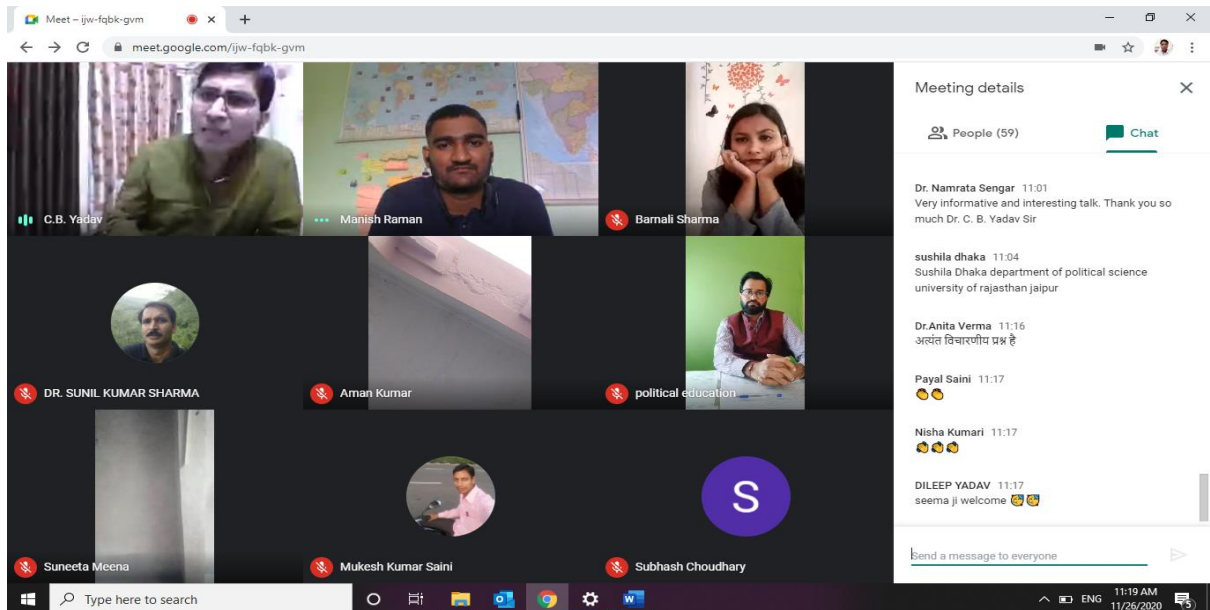 Meet – ijw-fqbk-gvm
meet.google.com/ijw-fqbk-gvm
C.B. Yadav
Manish Raman
Barnali Sharma
DR. SUNIL KUMAR SHARMA
Aman Kumar
political education
Suneeta Meena
Mukesh Kumar Saini
S
Subhash Choudhary
Meeting details
People (59)
Chat
Dr. Namrata Sengar 11:01
Very informative and interesting talk. Thank you so
much Dr. C. B. Yadav Sir
sushila dhaka 11:04
Sushila Dhaka department of political science
university of rajasthan jaipur
Dr.Anita Verma 11:16
अत्यंत विचारणीय प्रश्न है
Payal Saini 11:17
👏👏
Nisha Kumari 11:17
👏👏👏
DILEEP YADAV 11:17
seema ji welcome
Send a message to everyone
Type here to search
ENG
11:19 AM
11/26/2020
5